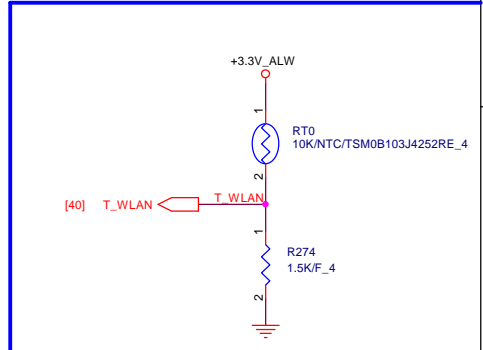 +3.3V_ALW
1
RT0
10K/NTC/TSM0B103J4252RE_4
2
[40] T_WLAN T_WLAN
1
R274
1.5K/F_4
2